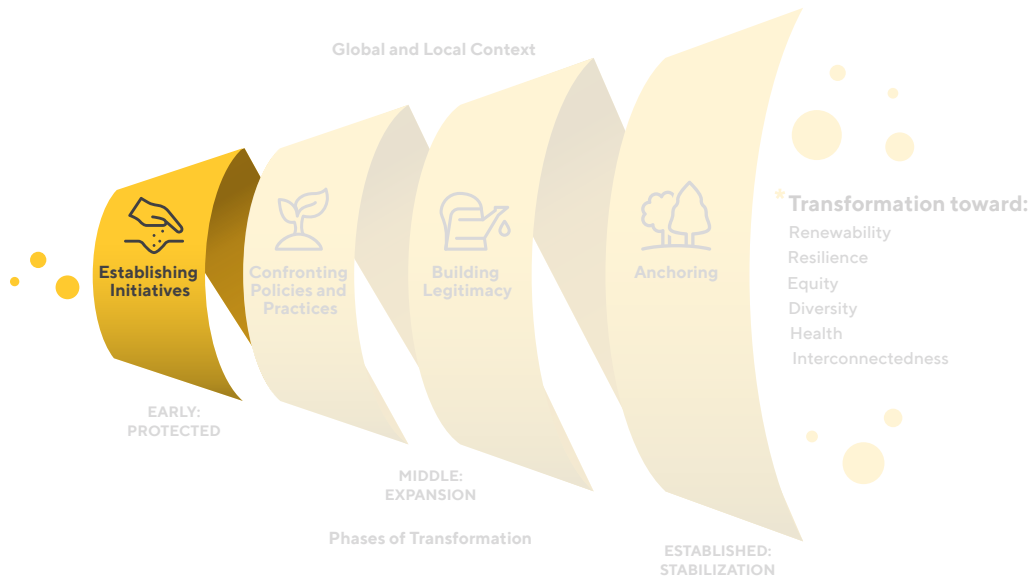 Global and Local Context
Establishing
Initiatives
Confronting
Policies and
Practices
Building
Legitimacy
Anchoring
*Transformation toward:
Renewability
Resilience
Equity
Diversity
Health
Interconnectedness
EARLY:
PROTECTED
MIDDLE:
EXPANSION
Phases of Transformation
ESTABLISHED:
STABILIZATION